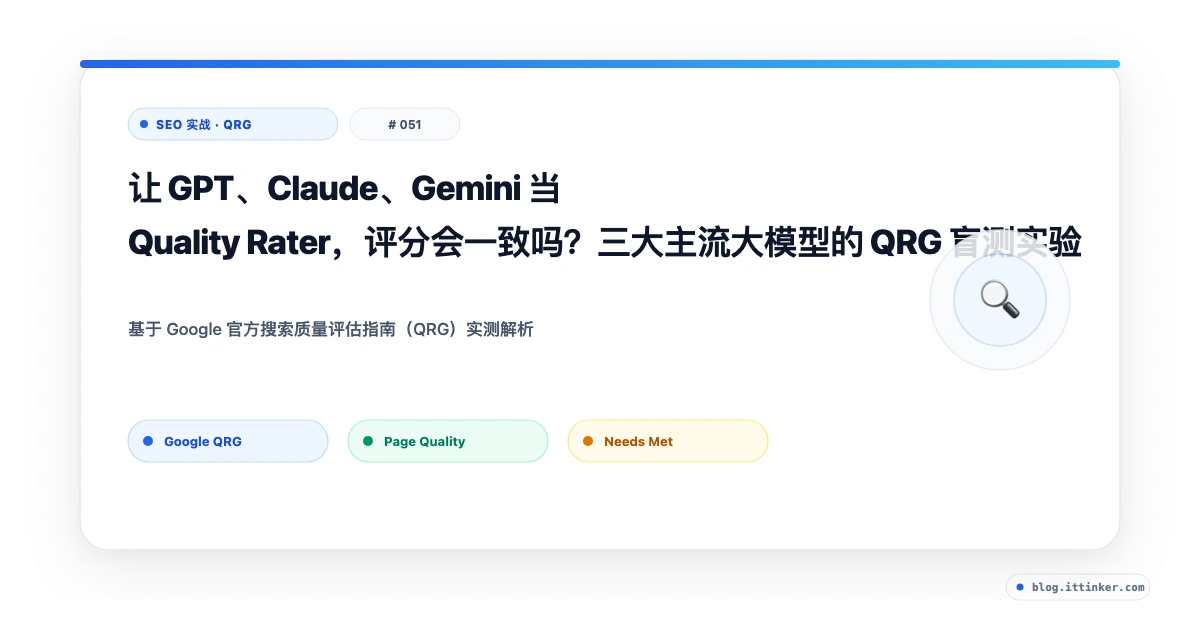 SEO 实战 · QRG
# 051
让 GPT、Claude、Gemini 当
Quality Rater，评分会一致吗？三大主流大模型的 QRG 盲测实验
基于 Google 官方搜索质量评估指南（QRG）实测解析
Google QRG
Page Quality
Needs Met
blog.ittinker.com